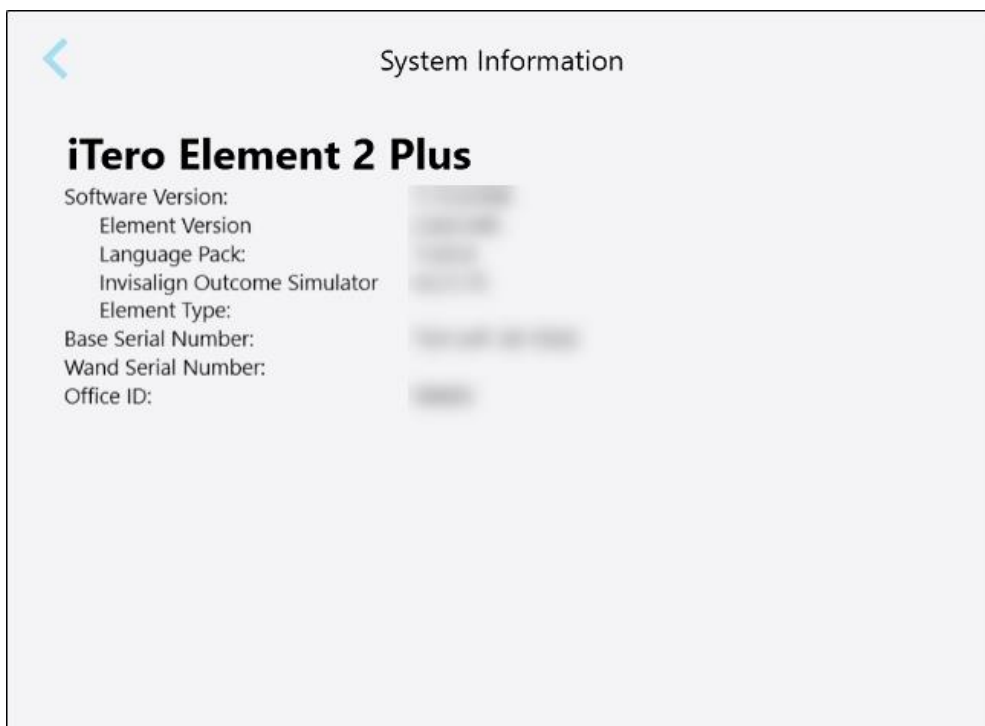 System Information
iTero Element 2 Plus
Software Version:
Element Version
Language Pack:
Invisalign Outcome Simulator
Element Type:
Base Serial Number:
Wand Serial Number:
Office ID: